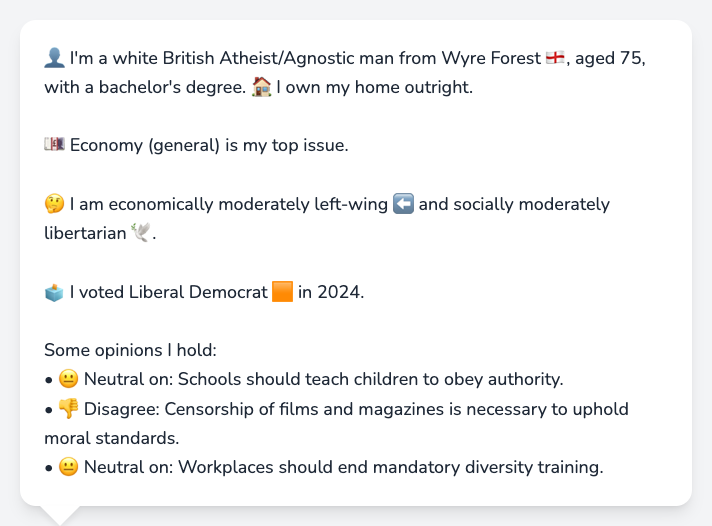 👤 I'm a white British Atheist/Agnostic man from Wyre Forest 🏴󠁧󠁢󠁥󠁮󠁧󠁿, aged 75,
with a bachelor's degree. 🏠 I own my home outright.
💷 Economy (general) is my top issue.
🤔 I am economically moderately left-wing ⬅️ and socially moderately
libertarian 🕊️.
🗳️ I voted Liberal Democrat 🟧 in 2024.
Some opinions I hold:
• 😐 Neutral on: Schools should teach children to obey authority.
• 👎 Disagree: Censorship of films and magazines is necessary to uphold
moral standards.
• 😐 Neutral on: Workplaces should end mandatory diversity training.